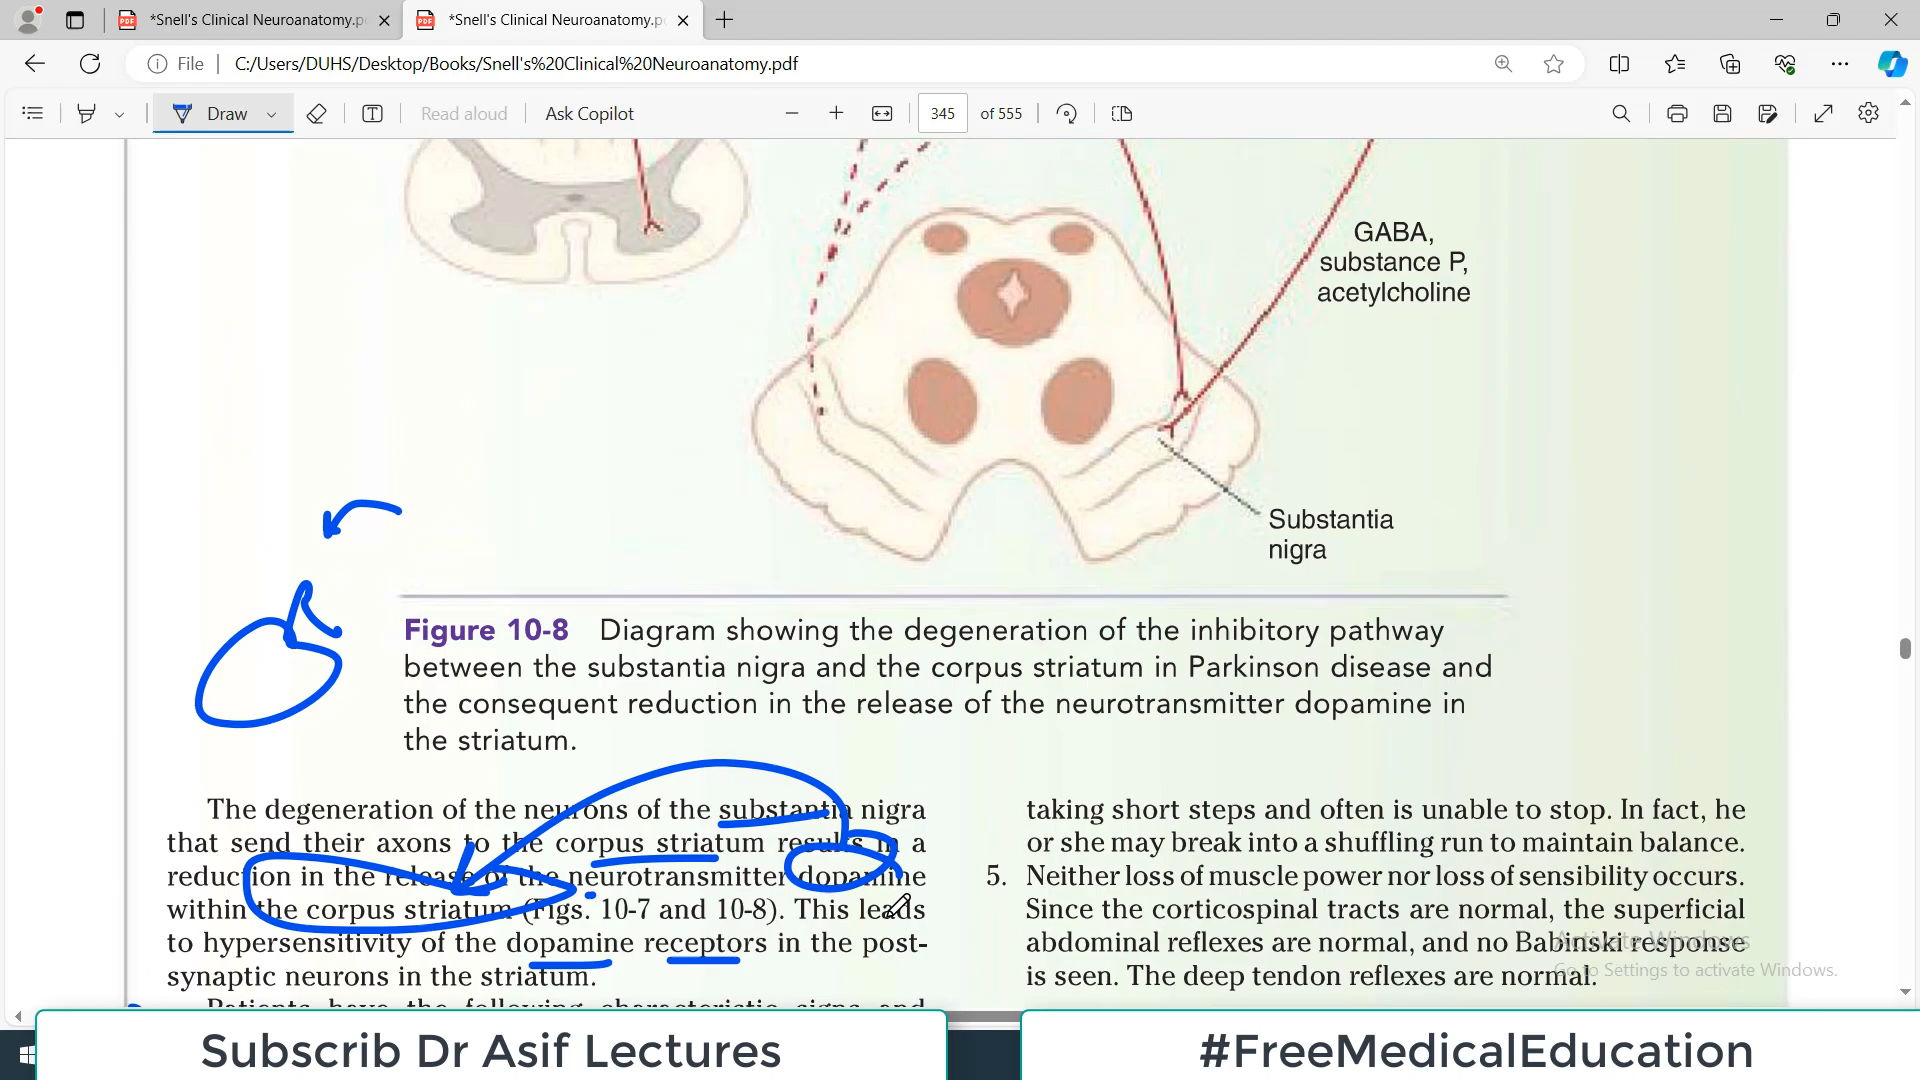 *Snell's Clinical Neuroanatomy.p
*Snell's Clinical Neuroanatomy.p
File
C:/Users/DUHS/Desktop/Books/Snell's%20Clinical%20Neuroanatomy.pdf
Draw
Read aloud
Ask Copilot
345 of 555
GABA,
substance P,
acetylcholine
Substantia
nigra
Figure 10-8 Diagram showing the degeneration of the inhibitory pathway
between the substantia nigra and the corpus striatum in Parkinson disease and
the consequent reduction in the release of the neurotransmitter dopamine in
the striatum.
The degeneration of the neurons of the substantia nigra
that send their axons to the corpus striatum results in a
reduction in the release of the neurotransmitter dopamine
within the corpus striatum (Figs. 10-7 and 10-8). This leads
to hypersensitivity of the dopamine receptors in the post-
synaptic neurons in the striatum.
Patients have the following characteristic signs and
taking short steps and often is unable to stop. In fact, he
or she may break into a shuffling run to maintain balance.
5. Neither loss of muscle power nor loss of sensibility occurs.
Since the corticospinal tracts are normal, the superficial
abdominal reflexes are normal, and no Babinski response
is seen. The deep tendon reflexes are normal.
Activate Windows
Go to Settings to activate Windows.
Subscrib Dr Asif Lectures
#FreeMedicalEducation